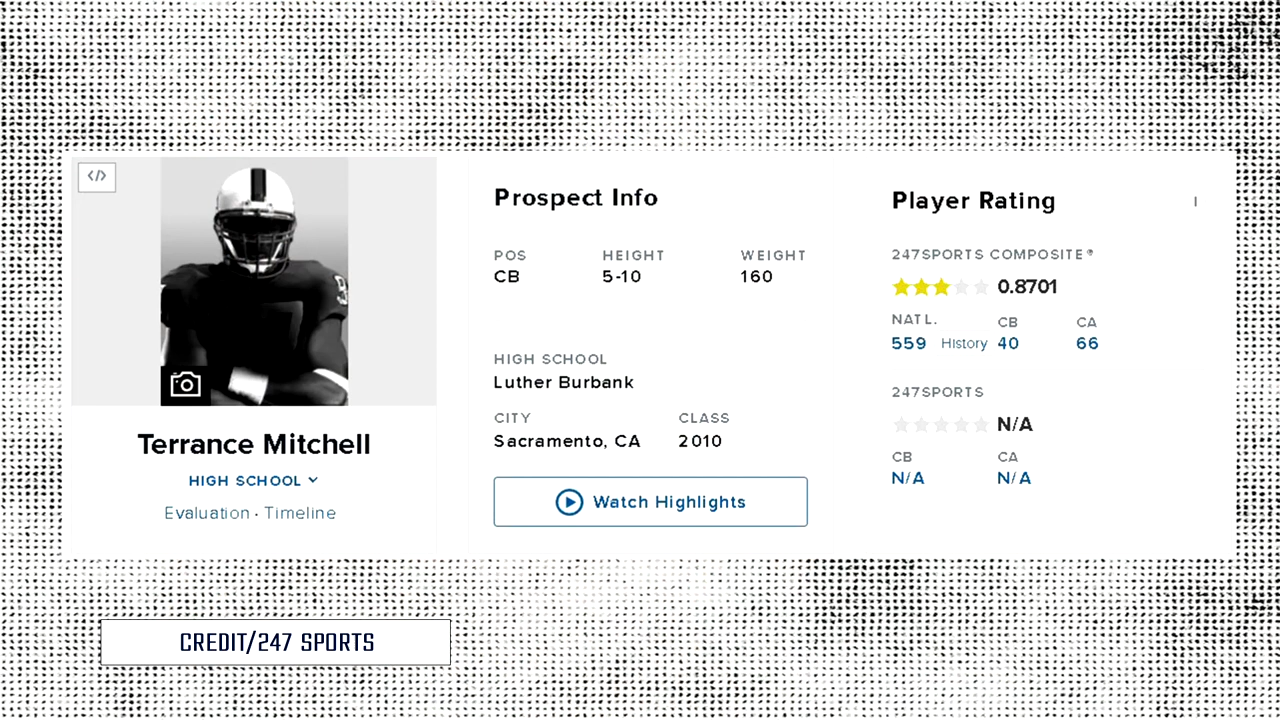 </>
Terrance Mitchell
HIGH SCHOOL
Evaluation · Timeline
Prospect Info
POS HEIGHT WEIGHT
CB 5-10 160
HIGH SCHOOL
Luther Burbank
CITY CLASS
Sacramento, CA 2010
Watch Highlights
Player Rating
247SPORTS COMPOSITE®
0.8701
NATL. CB CA
559 History 40 66
247SPORTS
N/A
CB CA
N/A N/A
CREDIT/247 SPORTS